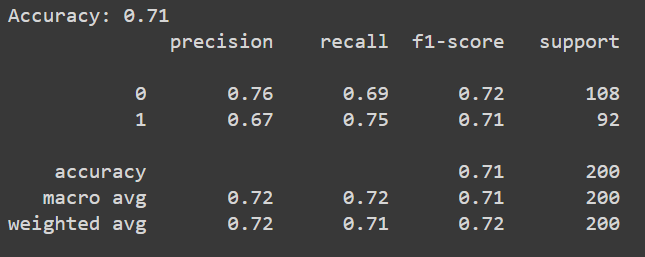 Accuracy: 0.71
precision recall f1-score support
0 0.76 0.69 0.72 108
1 0.67 0.75 0.71 92
accuracy 0.71 200
macro avg 0.72 0.72 0.71 200
weighted avg 0.72 0.71 0.72 200